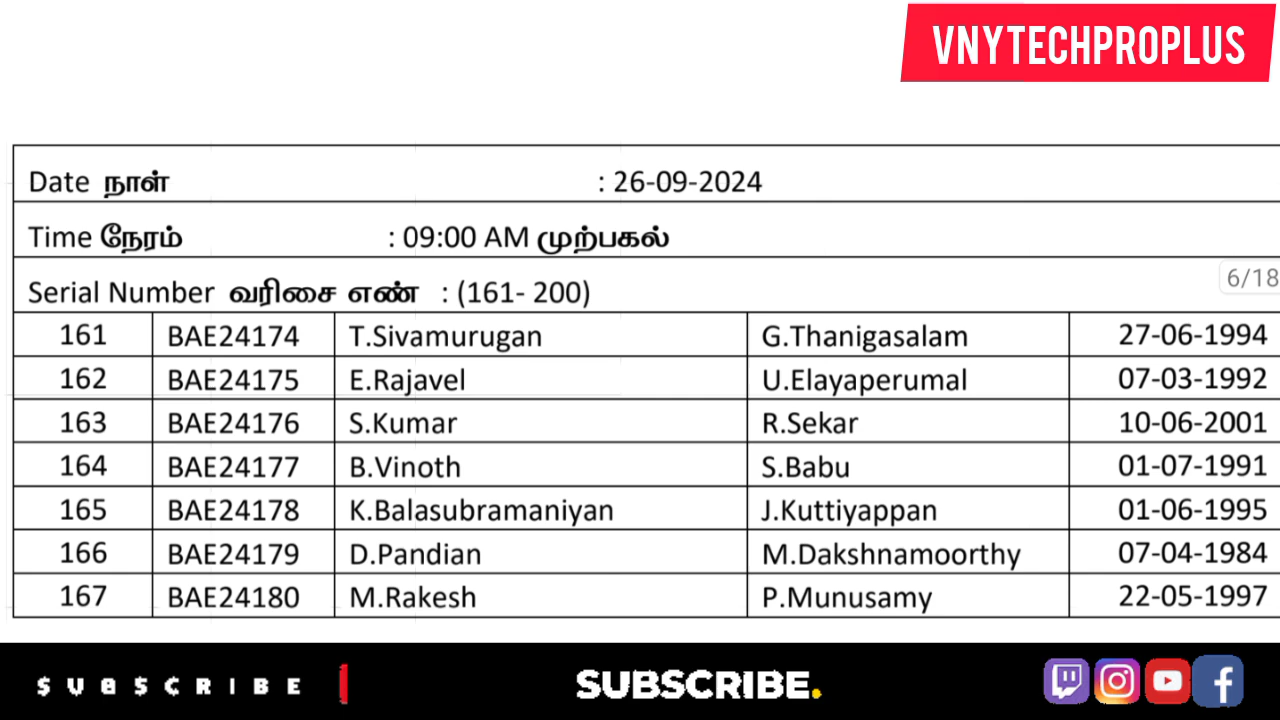 VNYTECHPROPLUS
Date நாள் : 26-09-2024
Time நேரம் : 09:00 AM முற்பகல்
6/18
Serial Number வரிசை எண் : (161- 200)
161 BAE24174 T.Sivamurugan G.Thanigasalam 27-06-1994
162 BAE24175 E.Rajavel U.Elayaperumal 07-03-1992
163 BAE24176 S.Kumar R.Sekar 10-06-2001
164 BAE24177 B.Vinoth S.Babu 01-07-1991
165 BAE24178 K.Balasubramaniyan J.Kuttiyappan 01-06-1995
166 BAE24179 D.Pandian M.Dakshnamoorthy 07-04-1984
167 BAE24180 M.Rakesh P.Munusamy 22-05-1997
$UB$CRIBE SUBSCRIBE.